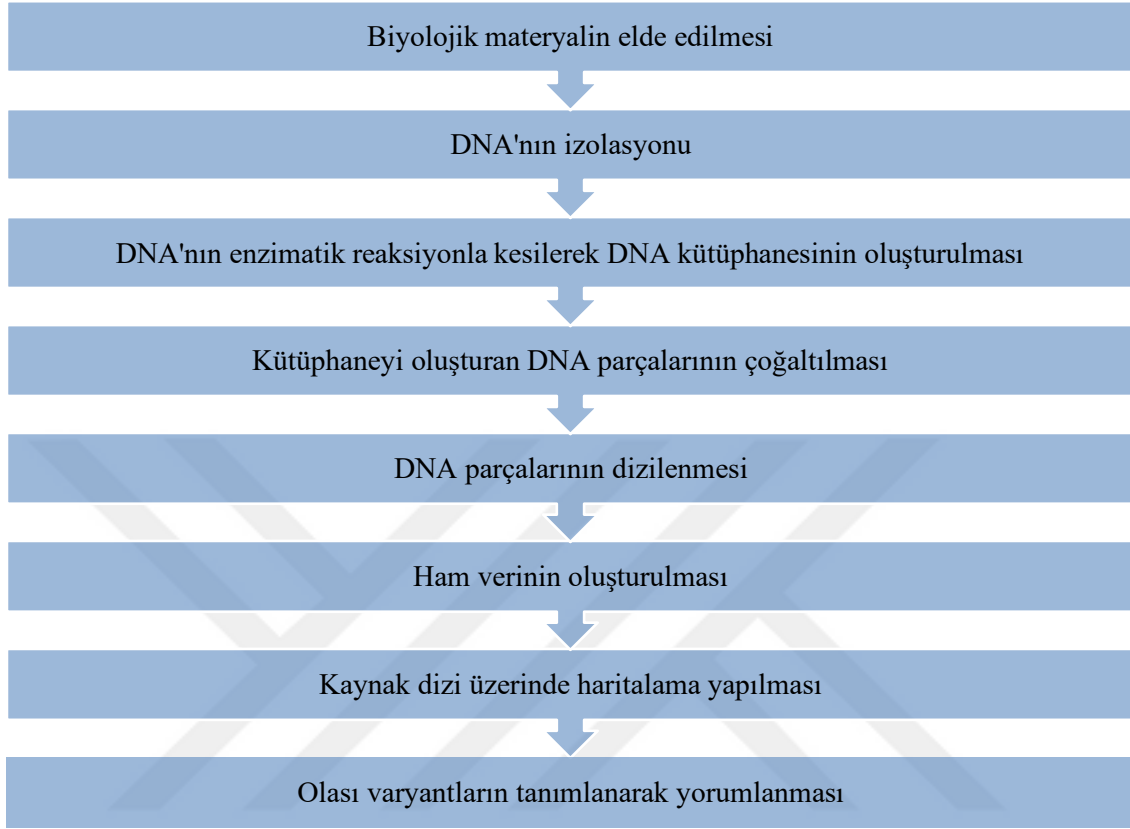 Biyolojik materyalin elde edilmesi
DNA'nın izolasyonu
DNA'nın enzimatik reaksiyonla kesilerek DNA kütüphanesinin oluşturulması
Kütüphaneyi oluşturan DNA parçalarının çoğaltılması
DNA parçalarının dizilenmesi
Ham verinin oluşturulması
Kaynak dizi üzerinde haritalama yapılması
Olası varyantların tanımlanarak yorumlanması